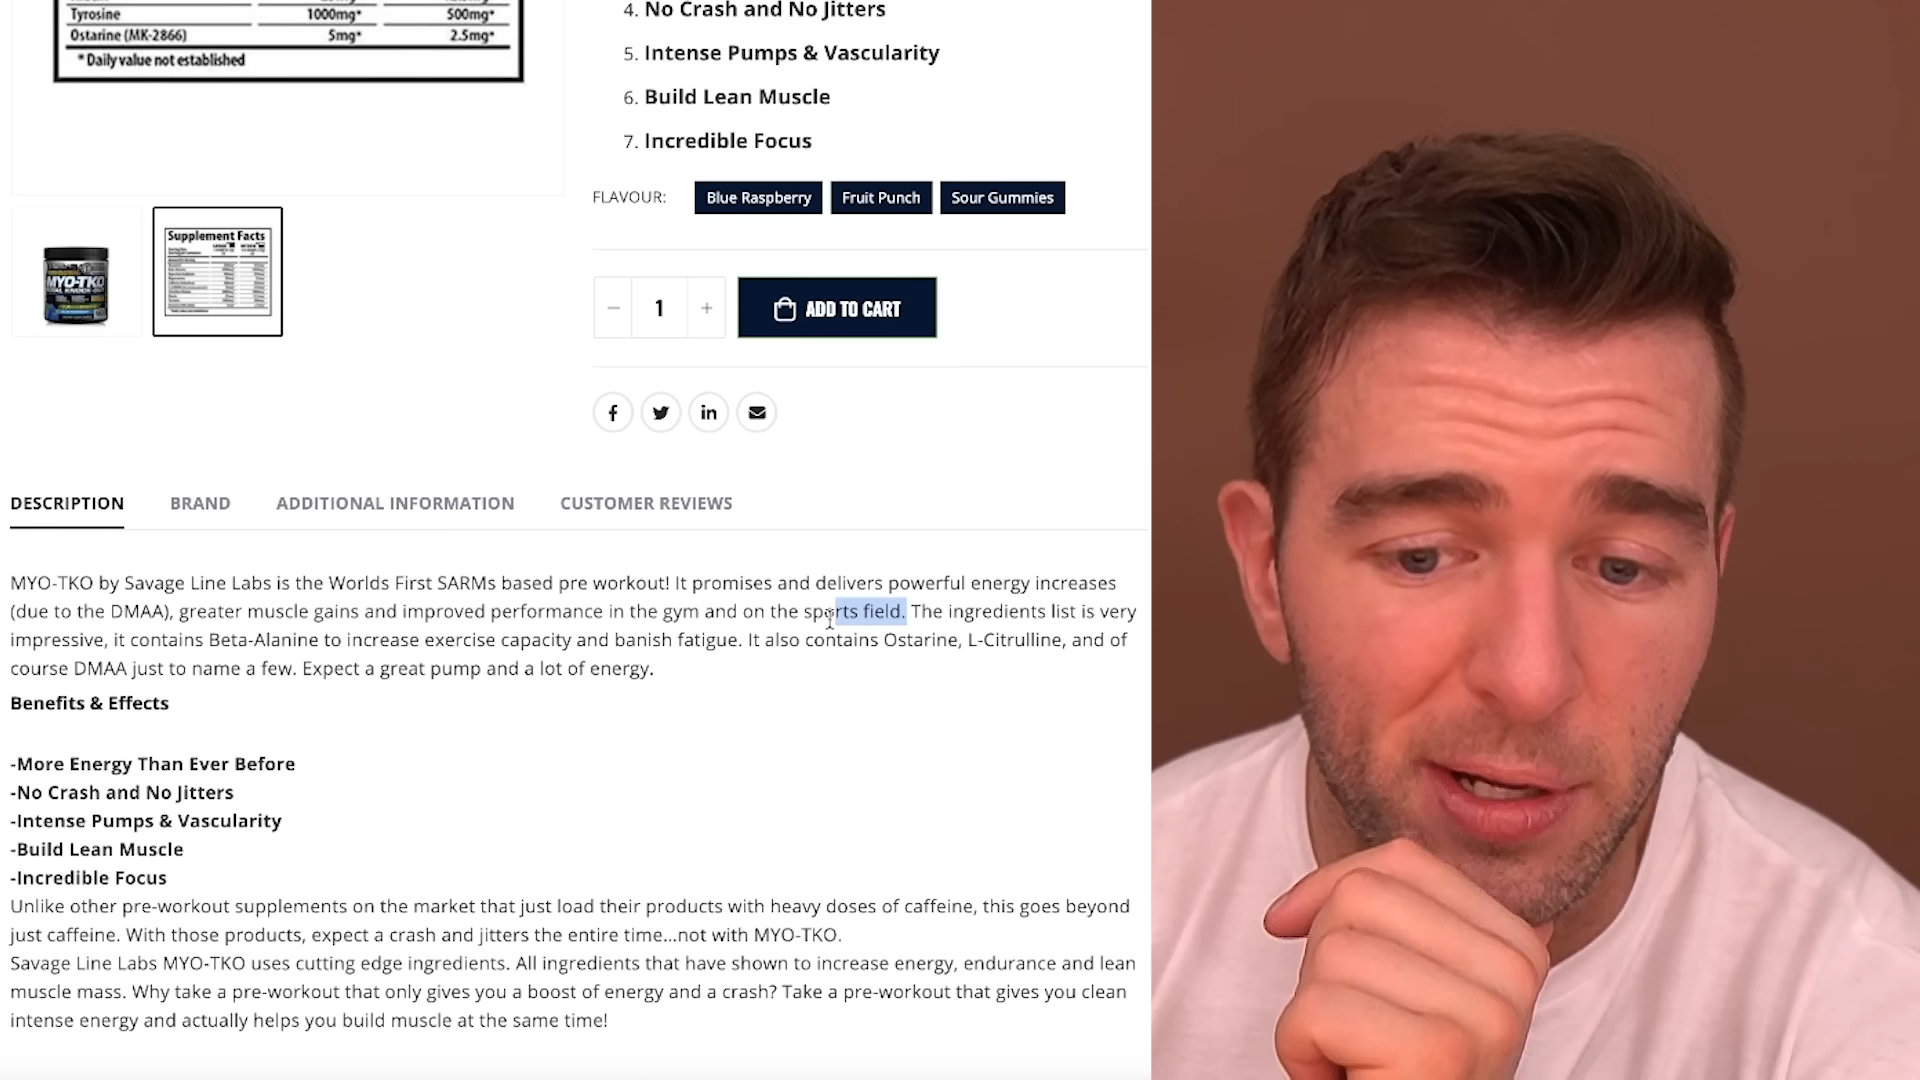 Tyrosine 1000mg* 500mg*
Ostarine (MK-2866) 5mg* 2.5mg*
* Daily value not established
4. No Crash and No Jitters
5. Intense Pumps & Vascularity
6. Build Lean Muscle
7. Incredible Focus
FLAVOUR: Blue Raspberry Fruit Punch Sour Gummies
MYO-TKO
Supplement Facts
− 1 + ADD TO CART
DESCRIPTION BRAND ADDITIONAL INFORMATION CUSTOMER REVIEWS
MYO-TKO by Savage Line Labs is the Worlds First SARMs based pre workout! It promises and delivers powerful energy increases
(due to the DMAA), greater muscle gains and improved performance in the gym and on the sports field. The ingredients list is very
impressive, it contains Beta-Alanine to increase exercise capacity and banish fatigue. It also contains Ostarine, L-Citrulline, and of
course DMAA just to name a few. Expect a great pump and a lot of energy.
Benefits & Effects
-More Energy Than Ever Before
-No Crash and No Jitters
-Intense Pumps & Vascularity
-Build Lean Muscle
-Incredible Focus
Unlike other pre-workout supplements on the market that just load their products with heavy doses of caffeine, this goes beyond
just caffeine. With those products, expect a crash and jitters the entire time...not with MYO-TKO.
Savage Line Labs MYO-TKO uses cutting edge ingredients. All ingredients that have shown to increase energy, endurance and lean
muscle mass. Why take a pre-workout that only gives you a boost of energy and a crash? Take a pre-workout that gives you clean
intense energy and actually helps you build muscle at the same time!